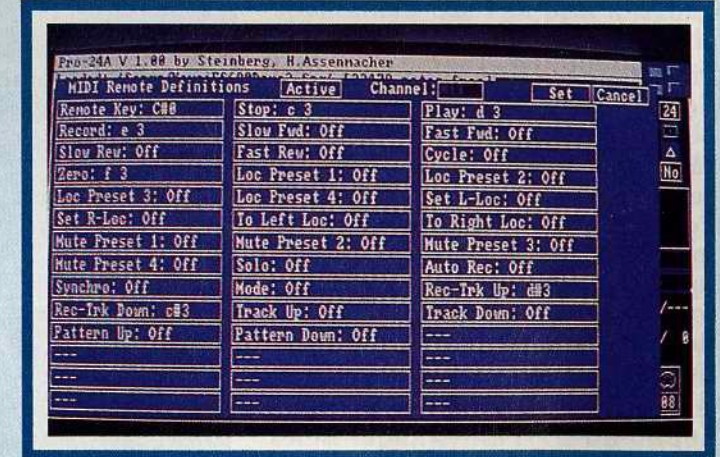 Pro-24A V 1.00 by Steinberg, H.Assenmacher
MIDI Remote Definitions Active Channel: Set Cancel
Remote Key: C#0 Stop: c 3 Play: d 3
24
Record: e 3 Slow Fwd: Off Fast Fwd: Off
Slow Rew: Off Fast Rew: Off Cycle: Off
Zero: f 3 Loc Preset 1: Off Loc Preset 2: Off
No
Loc Preset 3: Off Loc Preset 4: Off Set L-Loc: Off
Set R-Loc: Off To Left Loc: Off To Right Loc: Off
Mute Preset 1: Off Mute Preset 2: Off Mute Preset 3: Off
Mute Preset 4: Off Solo: Off Auto Rec: Off
Synchro: Off Mode: Off Rec-Trk Up: d#3
Rec-Trk Down: c#3 Track Up: Off Track Down: Off
/---
Pattern Up: Off Pattern Down: Off ---
/ 0
--- --- ---
--- --- ---
--- --- ---
08